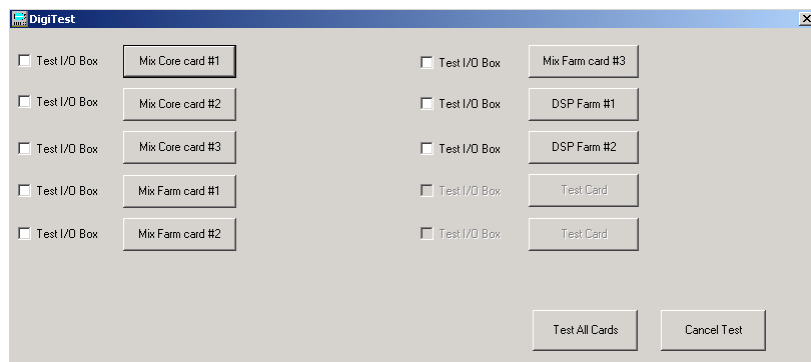 DigiTest
Test I/O Box
Mix Core card #1
Test I/O Box
Mix Core card #2
Test I/O Box
Mix Core card #3
Test I/O Box
Mix Farm card #1
Test I/O Box
Mix Farm card #2
Test I/O Box
Mix Farm card #3
Test I/O Box
DSP Farm #1
Test I/O Box
DSP Farm #2
Test I/O Box
Test Card
Test I/O Box
Test Card
Test All Cards
Cancel Test